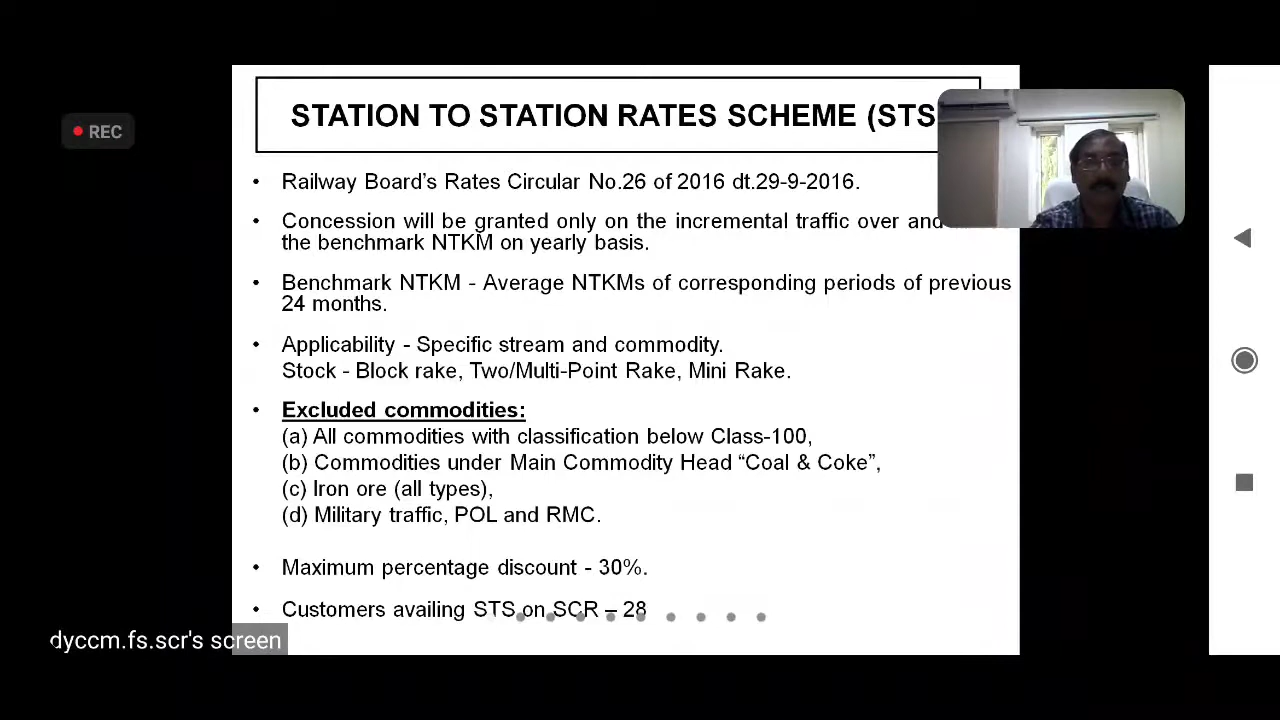 STATION TO STATION RATES SCHEME (STS
REC
• Railway Board's Rates Circular No.26 of 2016 dt.29-9-2016.
• Concession will be granted only on the incremental traffic over and
the benchmark NTKM on yearly basis.
• Benchmark NTKM - Average NTKMs of corresponding periods of previous
24 months.
• Applicability - Specific stream and commodity.
Stock - Block rake, Two/Multi-Point Rake, Mini Rake.
• Excluded commodities:
(a) All commodities with classification below Class-100,
(b) Commodities under Main Commodity Head “Coal & Coke”,
(c) Iron ore (all types),
(d) Military traffic, POL and RMC.
• Maximum percentage discount - 30%.
• Customers availing STS on SCR – 28
dyccm.fs.scr's screen